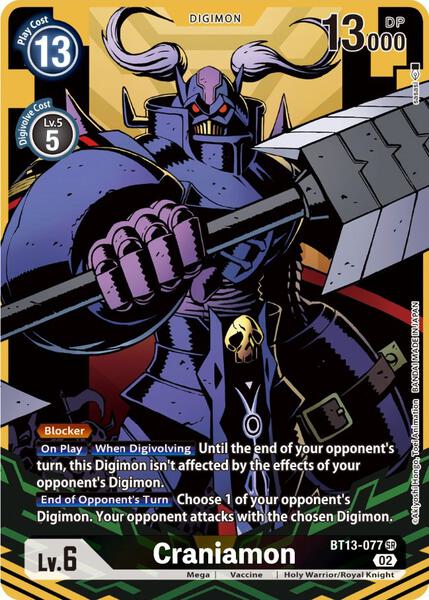 Play Cost
13
DIGIMON
13000
DP
Digivolve Cost
Lv.5
5
Blocker
On Play When Digivolving Until the end of your opponent's
turn, this Digimon isn't affected by the effects of your
opponent's Digimon.
End of Opponent's Turn Choose 1 of your opponent's
Digimon. Your opponent attacks with the chosen Digimon.
©Akiyoshi Hongo, Toei Animation BANDAI MADE IN JAPAN
Lv.6
Craniamon
BT13-077 SR
02
Mega | Vaccine | Holy Warrior/Royal Knight